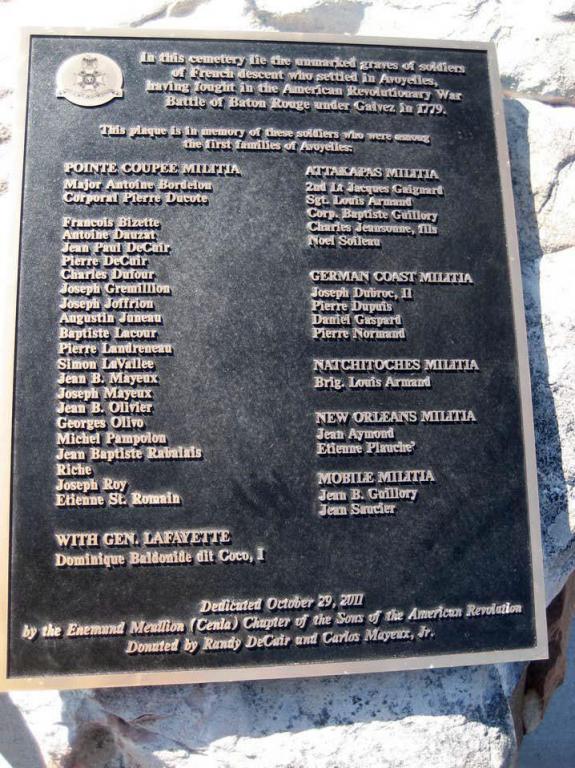 In this cemetery lie the unmarked graves of soldiers
of French descent who settled in Avoyelles,
having fought in the American Revolutionary War
Battle of Baton Rouge under Galvez in 1779.
This plaque is in memory of these soldiers who were among
the first families of Avoyelles:
POINTE COUPEE MILITIA
Major Antoine Bordelon
Corporal Pierre Ducote
Francois Bizette
Antoine Dauzat
Jean Paul DeCuir
Pierre DeCuir
Charles Dufour
Joseph Gremillion
Joseph Joffrion
Augustin Juneau
Baptiste Lacour
Pierre Landreneau
Simon LaVallee
Jean B. Mayeux
Joseph Mayeux
Jean B. Olivier
Georges Olivo
Michel Pampolon
Jean Baptiste Rabalais
Riche
Joseph Roy
Etienne St. Romain
WITH GEN. LAFAYETTE
Dominique Baldonide dit Coco, I
ATTAKAPAS MILITIA
2nd Lt Jacques Gaignard
Sgt. Louis Armand
Corp. Baptiste Guillory
Charles Jeansonne, fils
Noel Soileau
GERMAN COAST MILITIA
Joseph Dubroc, II
Pierre Dupuis
Daniel Gaspard
Pierre Normand
NATCHITOCHES MILITIA
Brig. Louis Armand
NEW ORLEANS MILITIA
Jean Aymond
Etienne Plauche'
MOBILE MILITIA
Jean B. Guillory
Jean Saucier
Dedicated October 29, 2011
by the Enemund Meullion (Cenla) Chapter of the Sons of the American Revolution
Donated by Randy DeCuir and Carlos Mayeux, Jr.